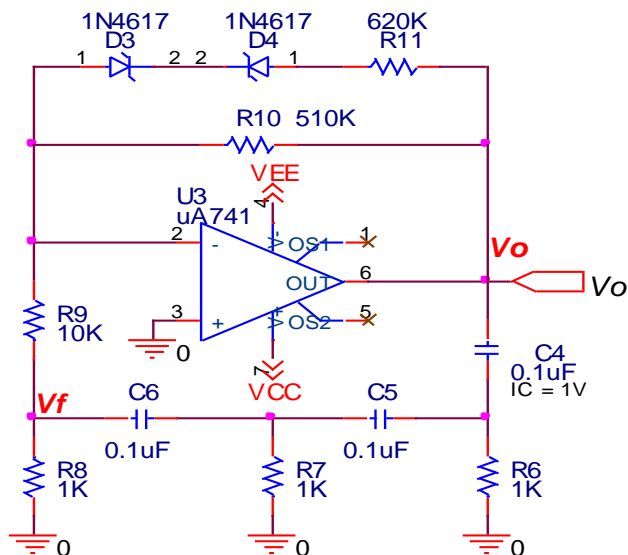 1N4617 1N4617 620K
D3 D4 R11
1 2 2 1
R10 510K
VEE
U3
uA741
4
2 - V- OS1 1
OUT 6
Vo
Vo
3 + V+ OS2 5
0
7
VCC
R9
10K
C4
0.1uF
IC = 1V
Vf
C6 C5
0.1uF 0.1uF
R8 R7 R6
1K 1K 1K
0 0 0